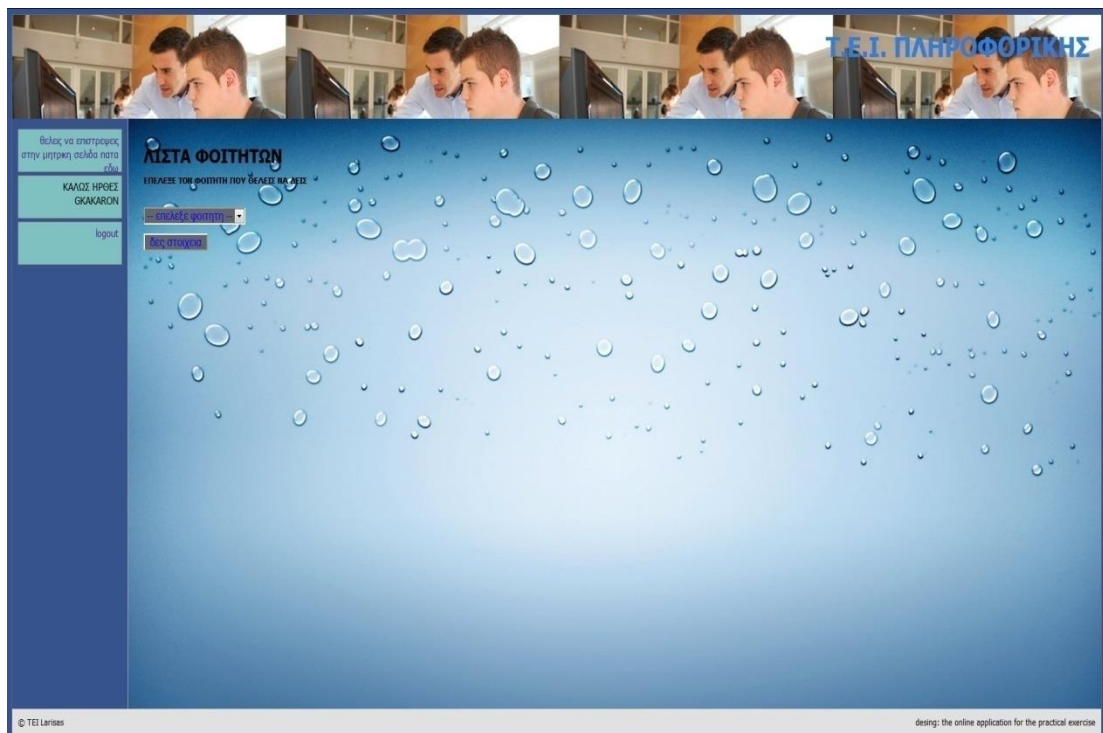 Τ.Ε.Ι. ΠΛΗΡΟΦΟΡΙΚΗΣ
θελεις να επιστρεψεις
στην μητρικη σελιδα πατα
εδω
ΚΑΛΩΣ ΗΡΘΕΣ
GKAKARON
logout
ΛΙΣΤΑ ΦΟΙΤΗΤΩΝ
ΕΠΕΛΕΞΕ ΤΟΝ ΦΟΙΤΗΤΗ ΠΟΥ ΘΕΛΕΙΣ ΝΑ ΔΕΙΣ
-- επελεξε φοιτητη --
δες στοιχεια
© TEI Larisas
desing: the online application for the practical exercise